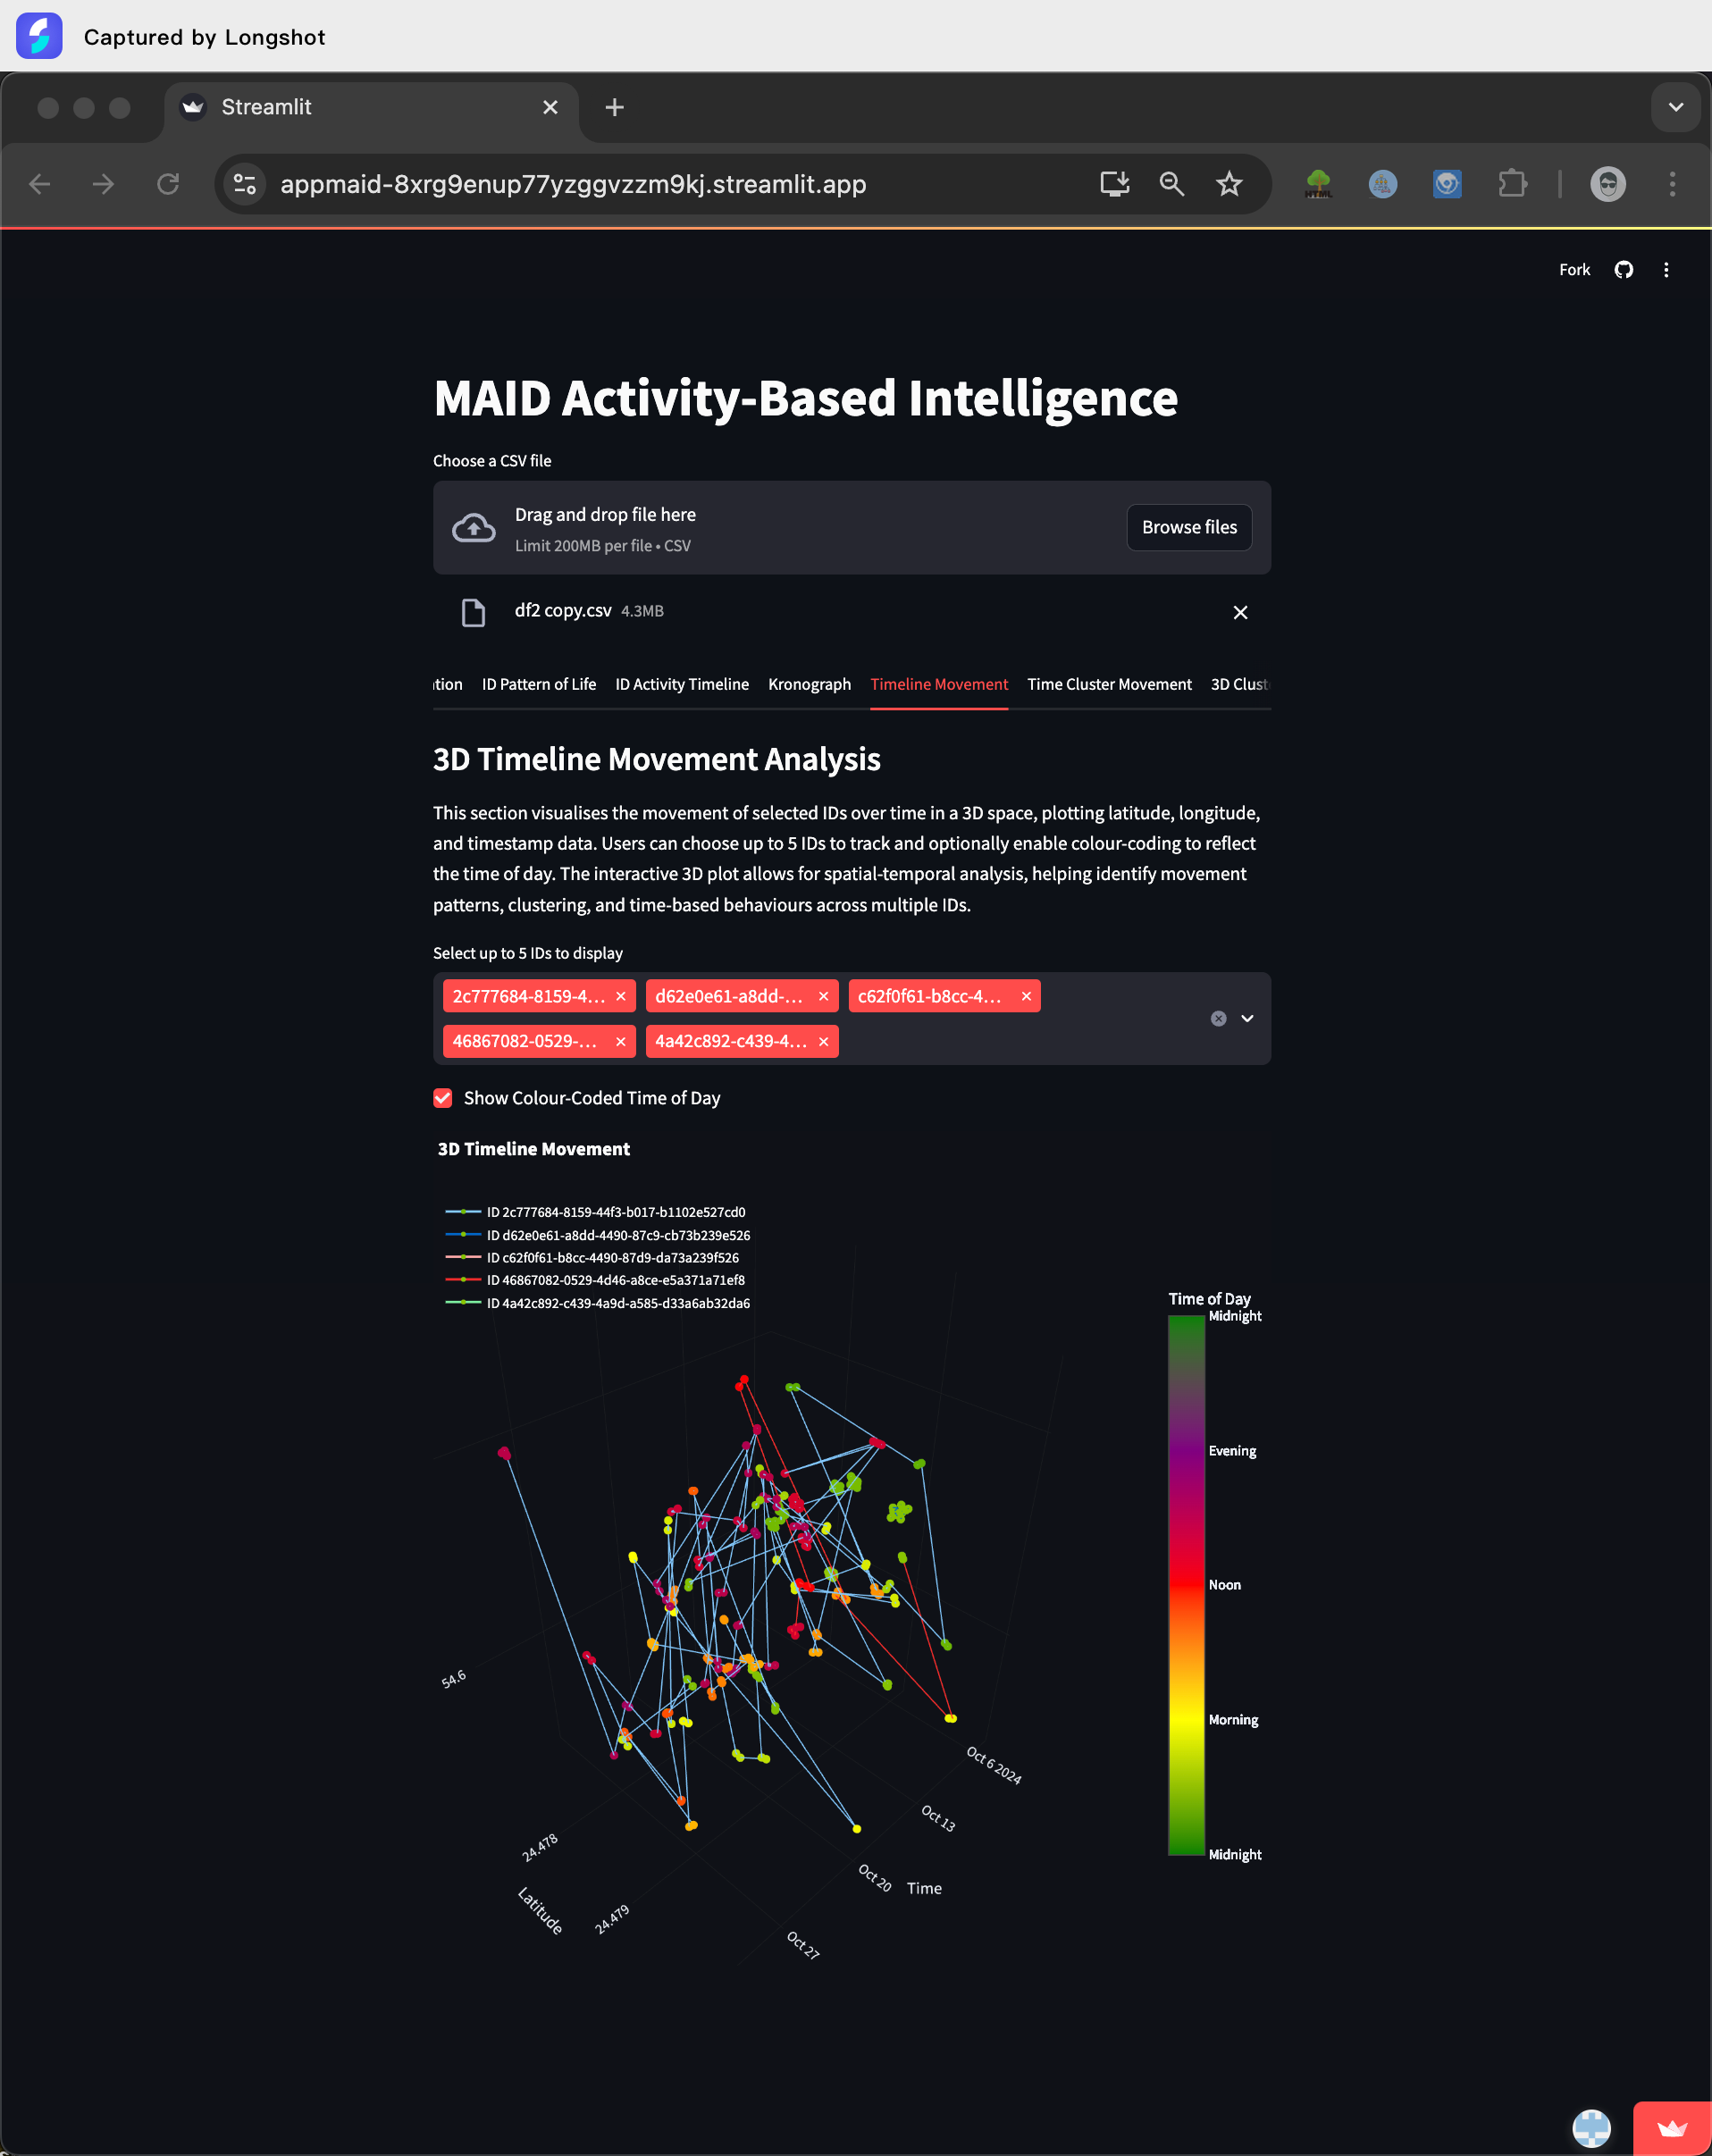 Captured by Longshot
Streamlit
appmaid-8xrg9enup77yzggvzzm9kj.streamlit.app
HTML
Fork
MAID Activity-Based Intelligence
Choose a CSV file
Drag and drop file here
Limit 200MB per file • CSV
Browse files
df2 copy.csv 4.3MB
tion ID Pattern of Life ID Activity Timeline Kronograph Timeline Movement Time Cluster Movement 3D Clust
3D Timeline Movement Analysis
This section visualises the movement of selected IDs over time in a 3D space, plotting latitude, longitude,
and timestamp data. Users can choose up to 5 IDs to track and optionally enable colour-coding to reflect
the time of day. The interactive 3D plot allows for spatial-temporal analysis, helping identify movement
patterns, clustering, and time-based behaviours across multiple IDs.
Select up to 5 IDs to display
2c777684-8159-4... d62e0e61-a8dd-... c62f0f61-b8cc-4...
46867082-0529-... 4a42c892-c439-4...
Show Colour-Coded Time of Day
3D Timeline Movement
ID 2c777684-8159-44f3-b017-b1102e527cd0
ID d62e0e61-a8dd-4490-87c9-cb73b239e526
ID c62f0f61-b8cc-4490-87d9-da73a239f526
ID 46867082-0529-4d46-a8ce-e5a371a71ef8
ID 4a42c892-c439-4a9d-a585-d33a6ab32da6
Time of Day
Midnight
Evening
Noon
Morning
Midnight
54.6
24.478
24.479
Latitude
Oct 6 2024
Oct 13
Oct 20
Oct 27
Time